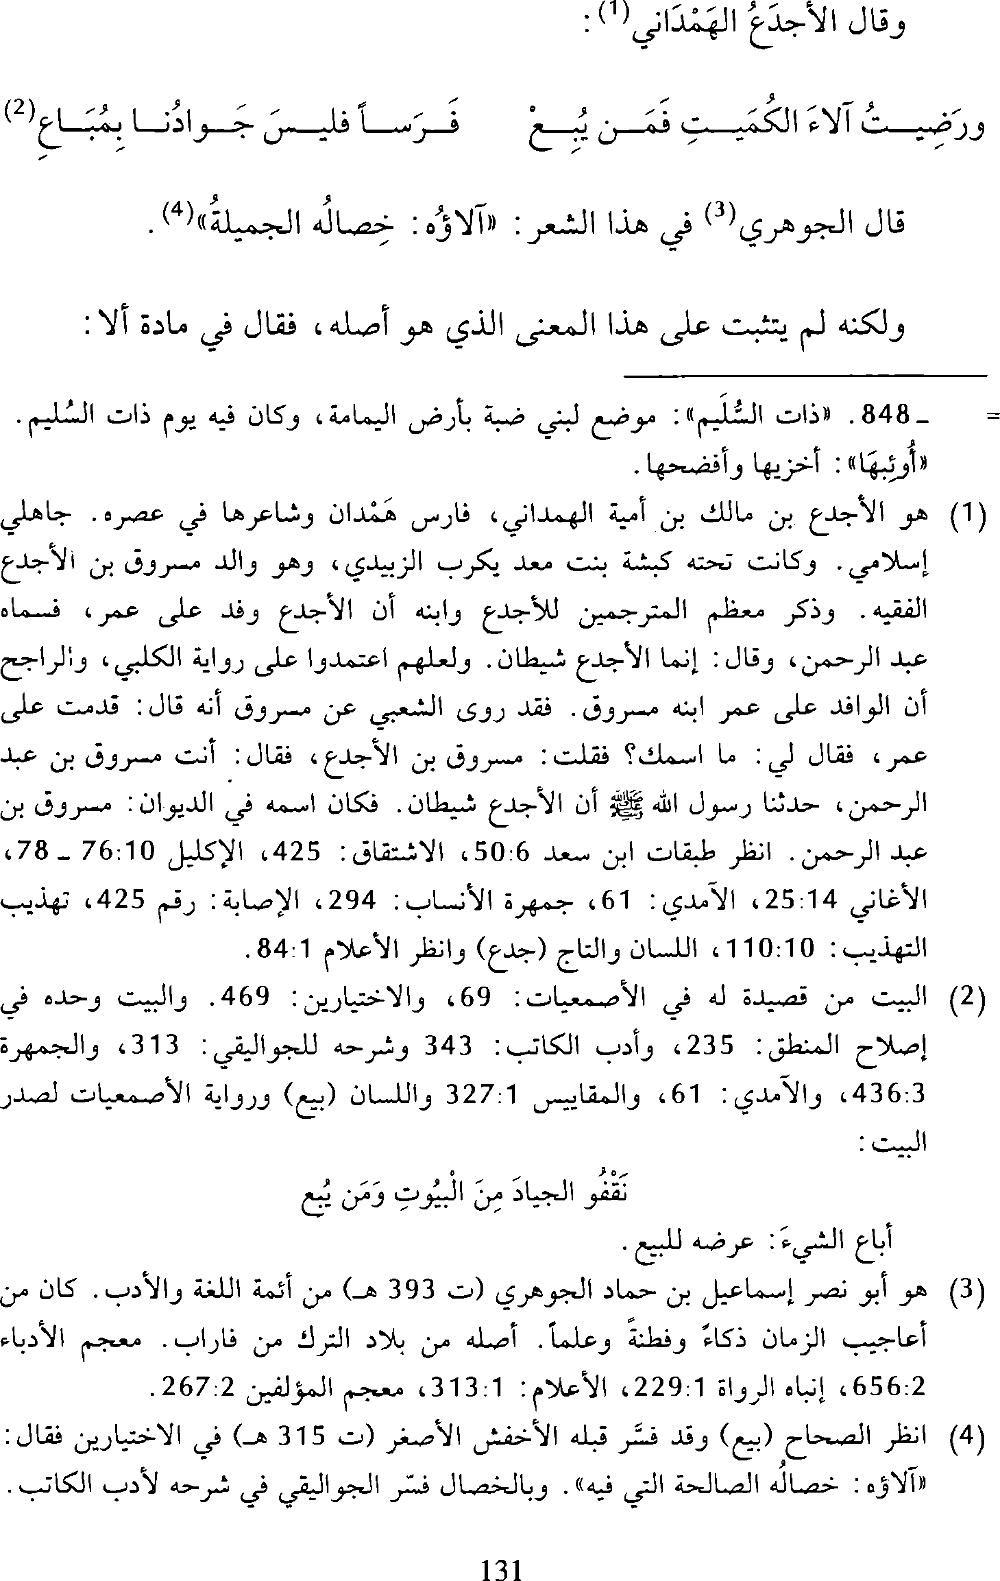 وقال الأجدَعُ الهَمْدَاني(1) :
ورَضِيـــتُ آلاءَ الكُمَيـــتِ فَمَـــن يُبِـــعْ فَـرَســـاً فليـــسَ جَـوادُنـــا بِمُبَـــاعِ(2)
قال الجوهري(3) في هذا الشعر : «آلاؤُه : خِصالُه الجميلةُ»(4) .
ولكنه لم يتثبت على هذا المعنى الذي هو أصله، فقال في مادة ألا :
= ـ 848. «ذات السُّلَيم» : موضع لبني ضبة بأرض اليمامة، وكان فيه يوم ذات السُليم.
«أُوئِبهَا» : أخزيها وأفضحها.
(1) هو الأجدع بن مالك بن أمية الهمداني، فارس هَمْدان وشاعرها في عصره. جاهلي
إسلامي. وكانت تحته كبشة بنت معد يكرب الزبيدي، وهو والد مسروق بن الأجدع
الفقيه. وذكر معظم المترجمين للأجدع وابنه أن الأجدع وفد على عمر، فسماه
عبد الرحمن، وقال: إنما الأجدع شيطان. ولعلهم اعتمدوا على رواية الكلبي، والراجح
أن الوافد على عمر ابنه مسروق. فقد روى الشعبي عن مسروق أنه قال: قدمت على
عمر، فقال لي: ما اسمك؟ فقلت: مسروق بن الأجدع، فقال: أنت مسروق بن عبد
الرحمن، حدثنا رسول الله ﷺ أن الأجدع شيطان. فكان اسمه في الديوان: مسروق بن
عبد الرحمن. انظر طبقات ابن سعد 50:6، الاشتقاق: 425، الإكليل 76:10 ـ 78،
الأغاني 25:14، الآمدي: 61، جمهرة الأنساب: 294، الإصابة: رقم 425، تهذيب
التهذيب: 110:10، اللسان والتاج (جدع) وانظر الأعلام 84:1.
(2) البيت من قصيدة له في الأصمعيات: 69، والاختيارين: 469. والبيت وحده في
إصلاح المنطق: 235، وأدب الكاتب: 343 وشرحه للجواليقي: 313، والجمهرة
436:3، والآمدي: 61، والمقاييس 327:1 واللسان (بيع) ورواية الأصمعيات لصدر
البيت :
نَقْفُو الجيادَ مِنَ الْبيُوتِ وَمَن يُبِع
أباع الشيءَ: عرضه للبيع.
(3) هو أبو نصر إسماعيل بن حماد الجوهري (ت 393 هـ) من أئمة اللغة والأدب. كان من
أعاجيب الزمان ذكاءً وفطنةً وعلماً. أصله من بلاد الترك من فاراب. معجم الأدباء
656:2، إنباه الرواة 229:1، الأعلام: 313:1، معجم المؤلفين 267:2.
(4) انظر الصحاح (بيع) وقد فسَّر قبله الأخفش الأصغر (ت 315 هـ) في الاختيارين فقال:
«آلاؤه : خصالُه الصالحة التي فيه». وبالخصال فسّر الجواليقي في شرحه لأدب الكاتب.
131